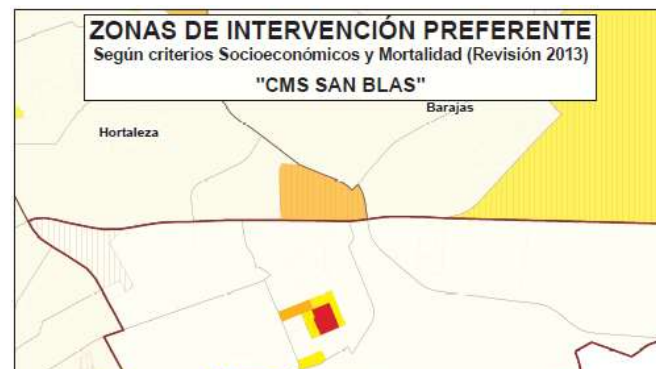 ZONAS DE INTERVENCIÓN PREFERENTE
Según criterios Socioeconómicos y Mortalidad (Revisión 2013)
"CMS SAN BLAS"
Barajas
Hortaleza